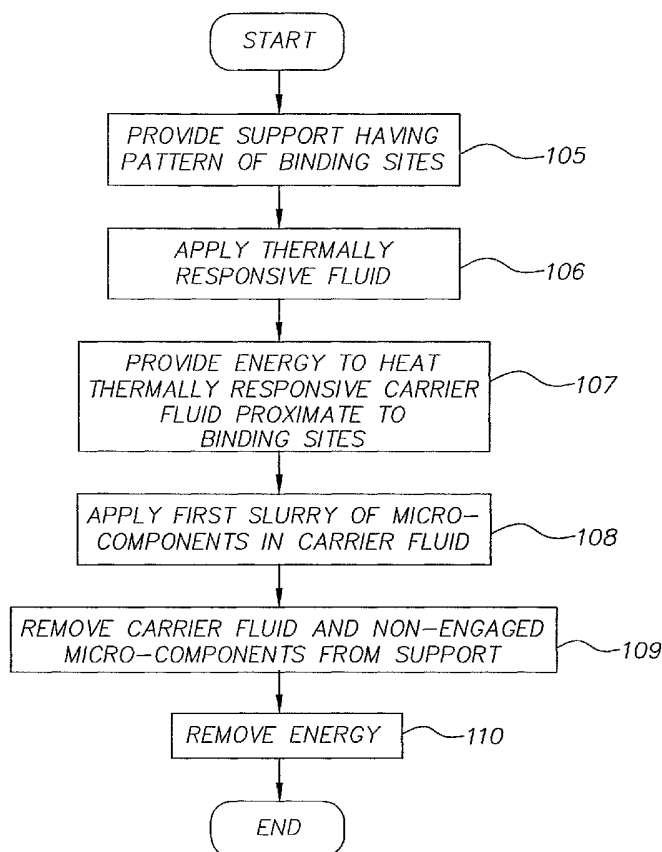 START
PROVIDE SUPPORT HAVING
PATTERN OF BINDING SITES
105
APPLY THERMALLY
RESPONSIVE FLUID
106
PROVIDE ENERGY TO HEAT
THERMALLY RESPONSIVE CARRIER
FLUID PROXIMATE TO
BINDING SITES
107
APPLY FIRST SLURRY OF MICRO-
COMPONENTS IN CARRIER FLUID
108
REMOVE CARRIER FLUID AND NON-ENGAGED
MICRO-COMPONENTS FROM SUPPORT
109
REMOVE ENERGY
110
END